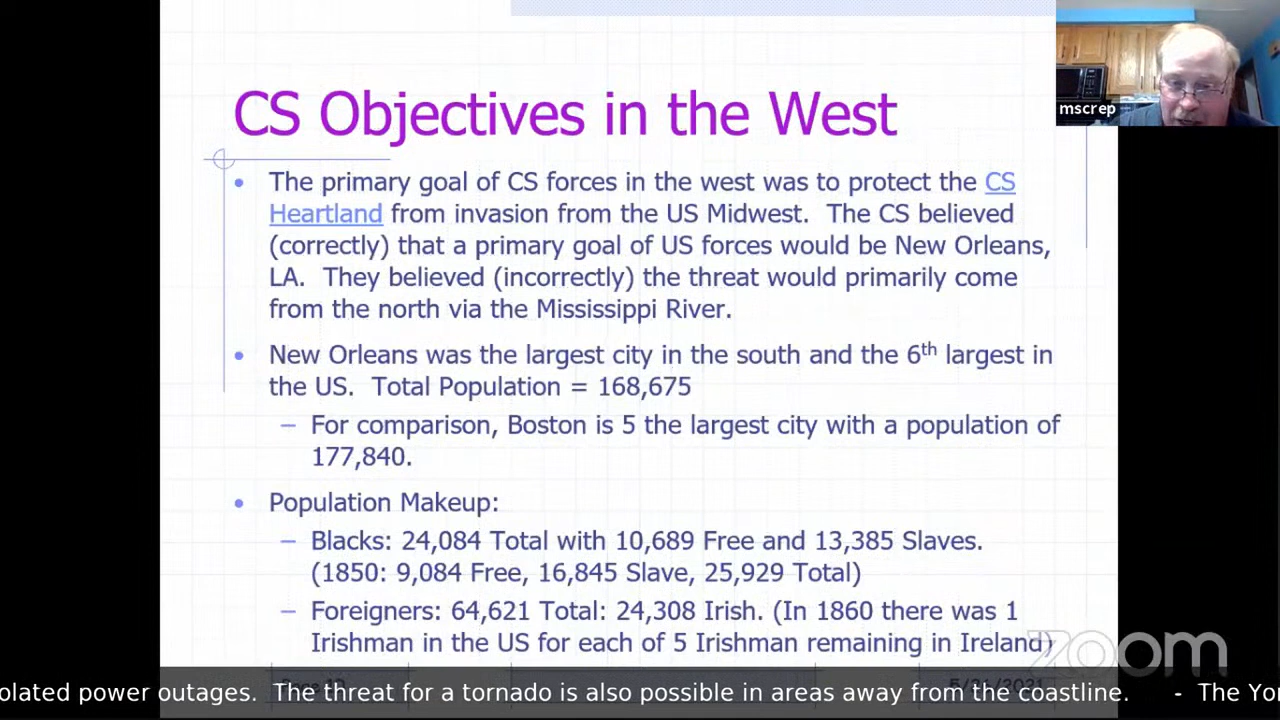 CS Objectives in the West
mscrep
• The primary goal of CS forces in the west was to protect the CS
Heartland from invasion from the US Midwest. The CS believed
(correctly) that a primary goal of US forces would be New Orleans,
LA. They believed (incorrectly) the threat would primarily come
from the north via the Mississippi River.
• New Orleans was the largest city in the south and the 6th largest in
the US. Total Population = 168,675
– For comparison, Boston is 5 the largest city with a population of
177,840.
• Population Makeup:
– Blacks: 24,084 Total with 10,689 Free and 13,385 Slaves.
(1850: 9,084 Free, 16,845 Slave, 25,929 Total)
– Foreigners: 64,621 Total: 24,308 Irish. (In 1860 there was 1
Irishman in the US for each of 5 Irishman remaining in Ireland)
zoom
olated power outages. The threat for a tornado is also possible in areas away from the coastline. - The Yo